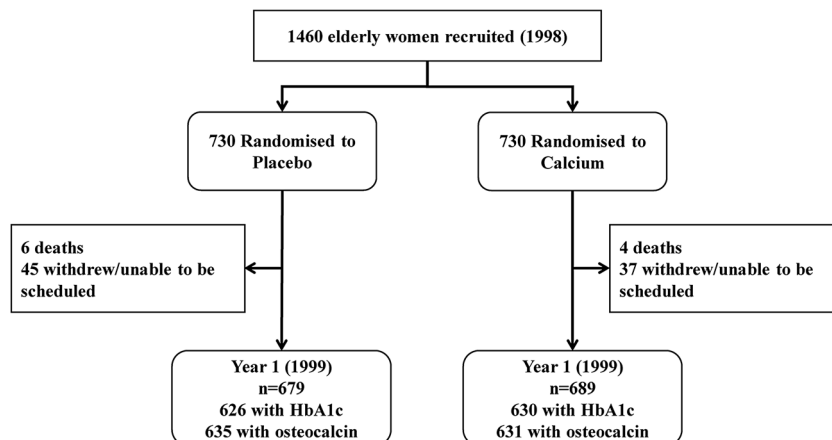 1460 elderly women recruited (1998)
730 Randomised to
Placebo
730 Randomised to
Calcium
6 deaths
45 withdrew/unable to be
scheduled
4 deaths
37 withdrew/unable to be
scheduled
Year 1 (1999)
n=679
626 with HbA1c
635 with osteocalcin
Year 1 (1999)
n=689
630 with HbA1c
631 with osteocalcin